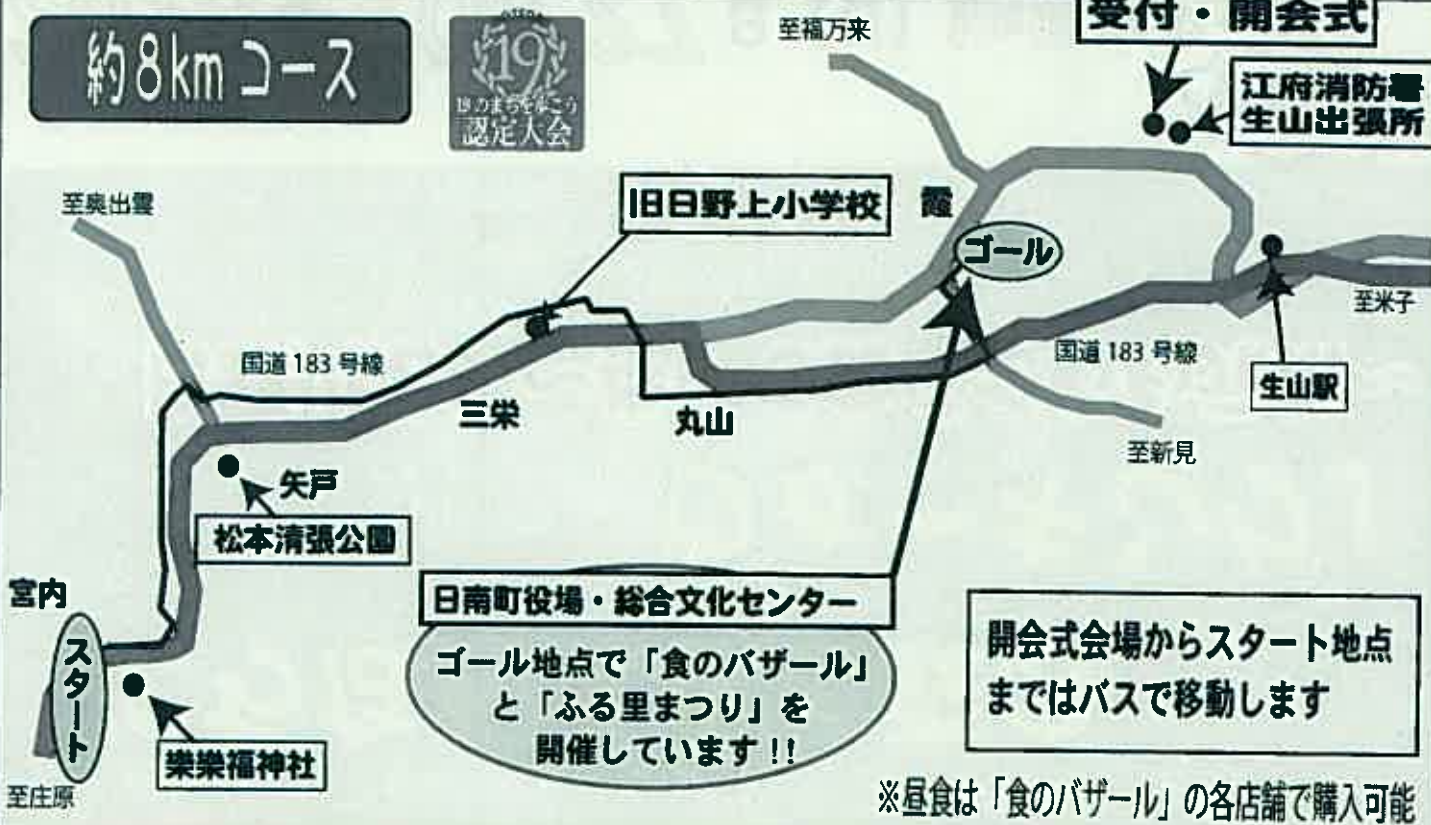 約8kmコース
19
19のまちを歩こう
認定大会
至福万来
受付・開会式
江府消防署
生山出張所
至奥出雲
旧日野上小学校
霞
ゴール
至米子
国道183号線
国道183号線
生山駅
三栄
丸山
至新見
矢戸
松本清張公園
宮内
スタート
日南町役場・総合文化センター
ゴール地点で「食のバザール」
と「ふる里まつり」を
開催しています!!
開会式会場からスタート地点
まではバスで移動します
樂樂福神社
至庄原
※昼食は「食のバザール」の各店舗で購入可能